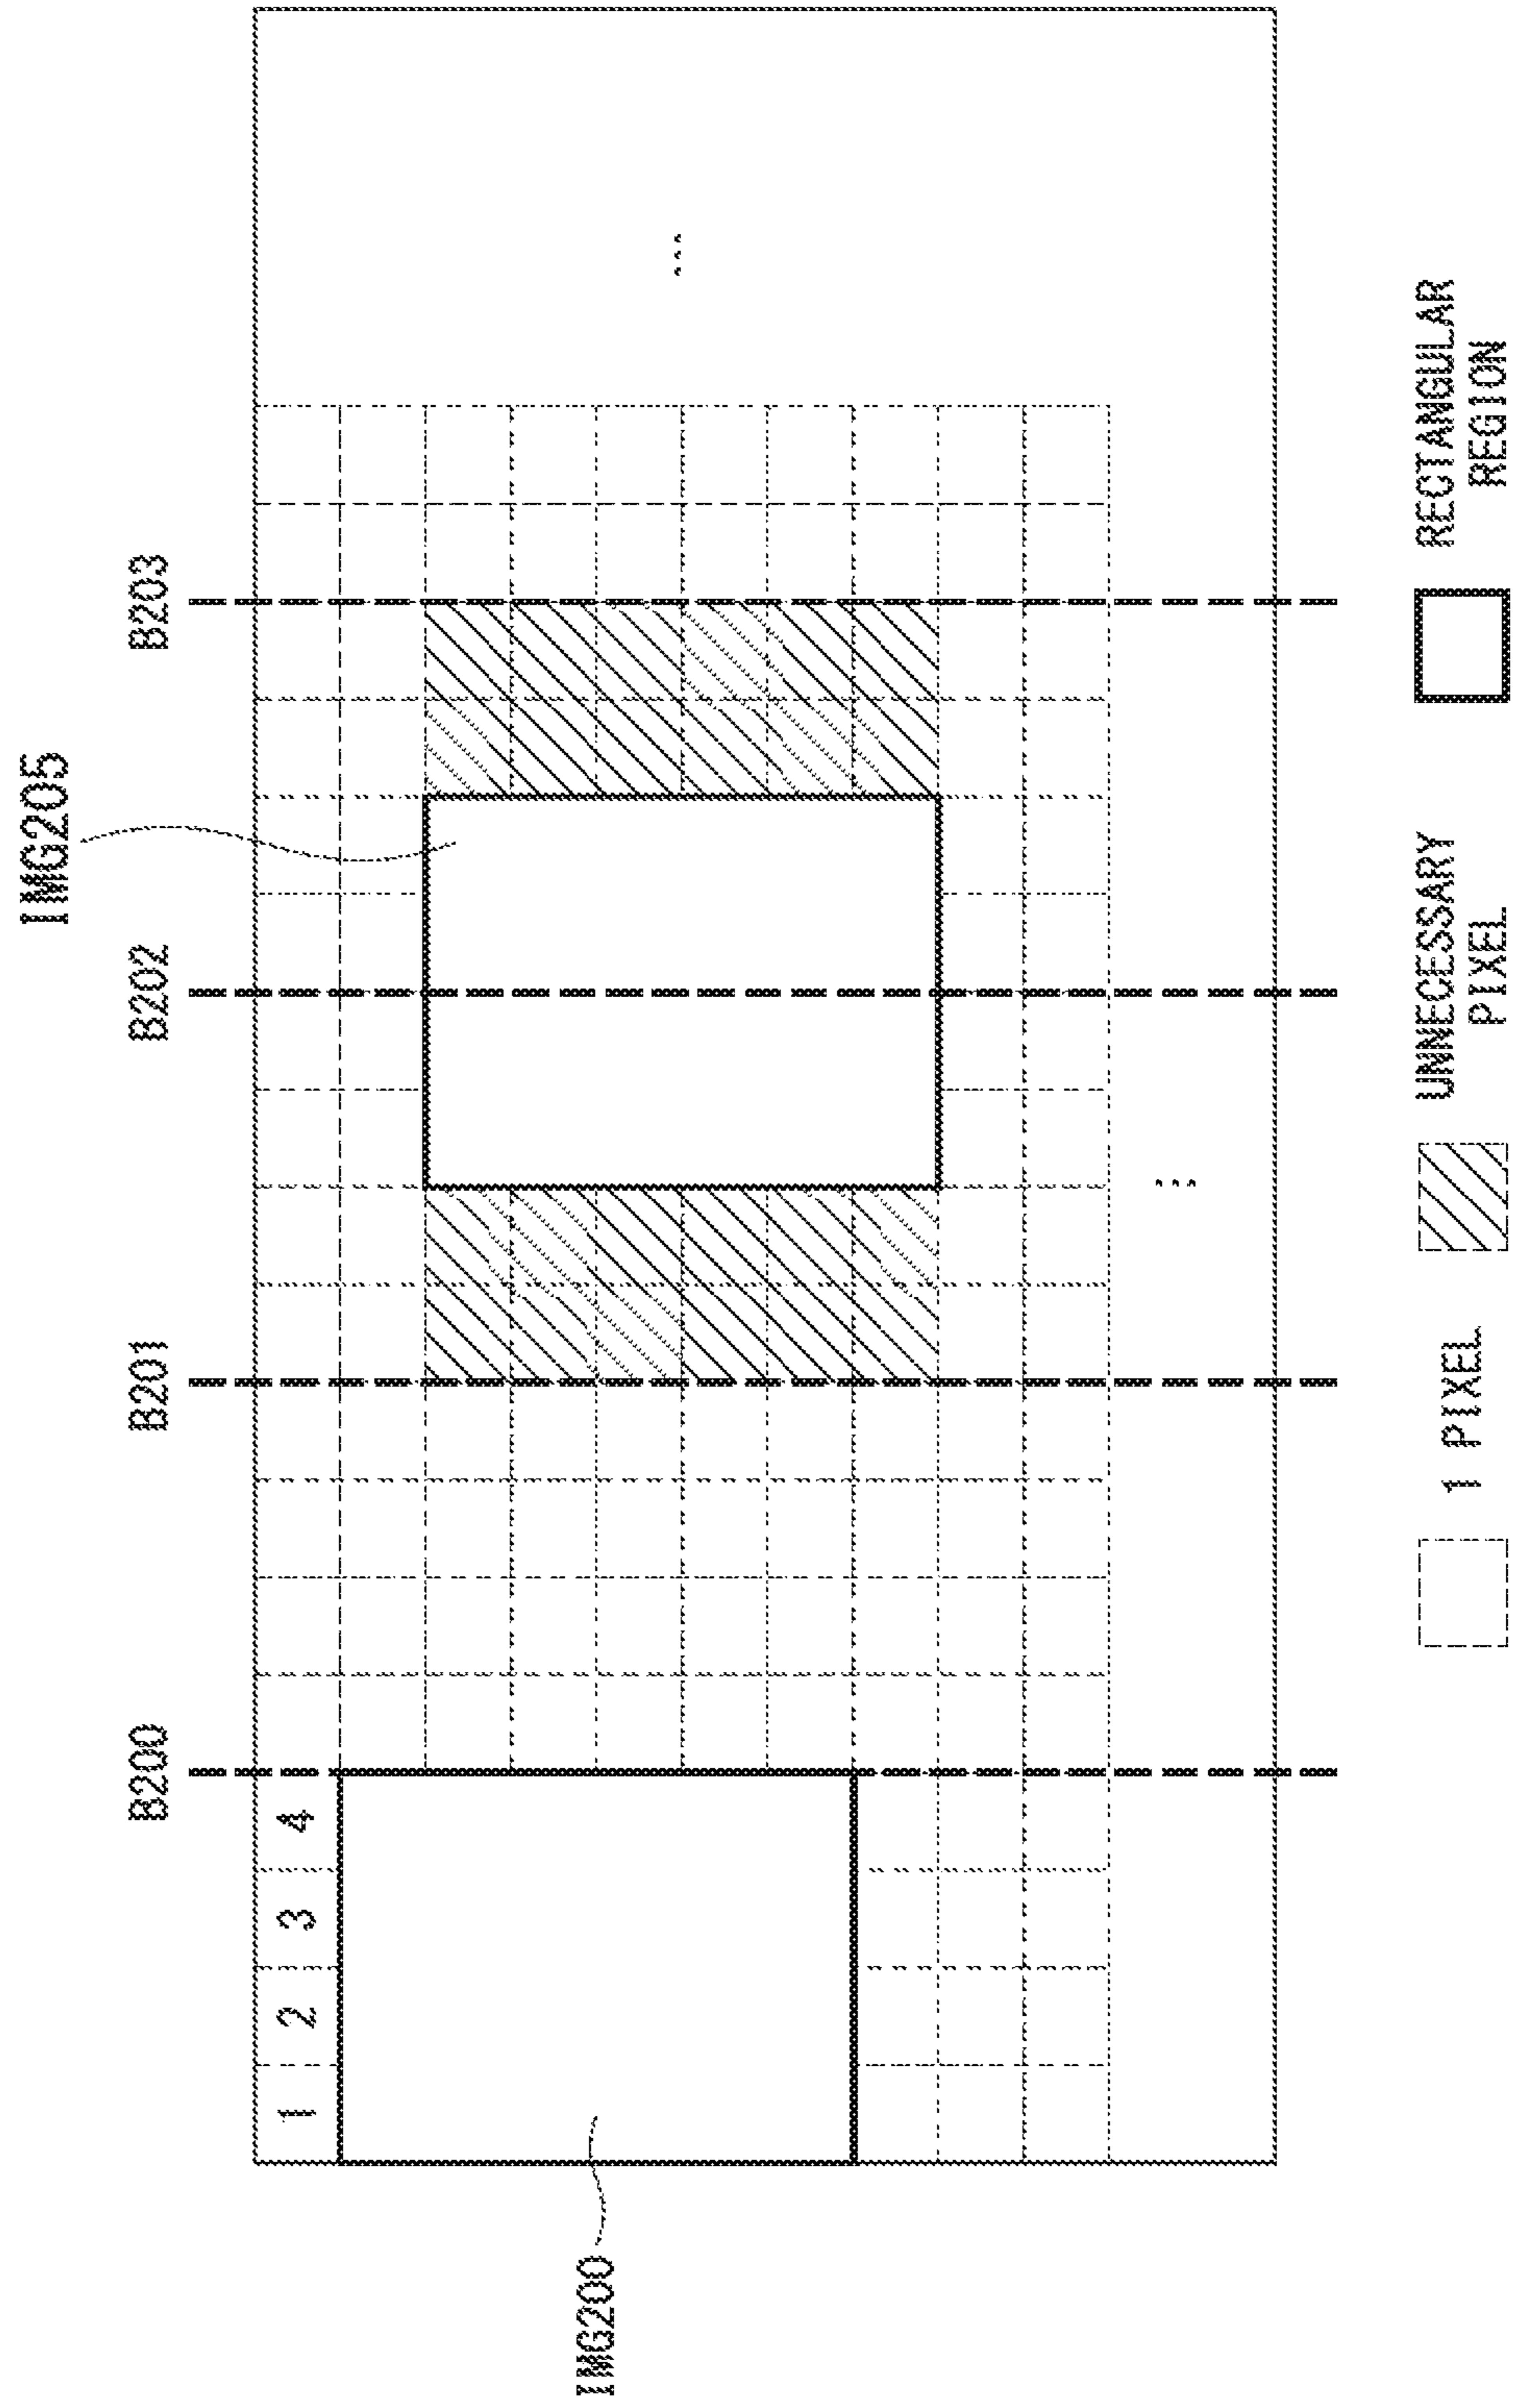 IMG205
B200 B201 B202 B203
1 2 3 4
...
IMG200
...
1 PIXEL
UNNECESSARY
PIXEL
RECTANGULAR
REGION